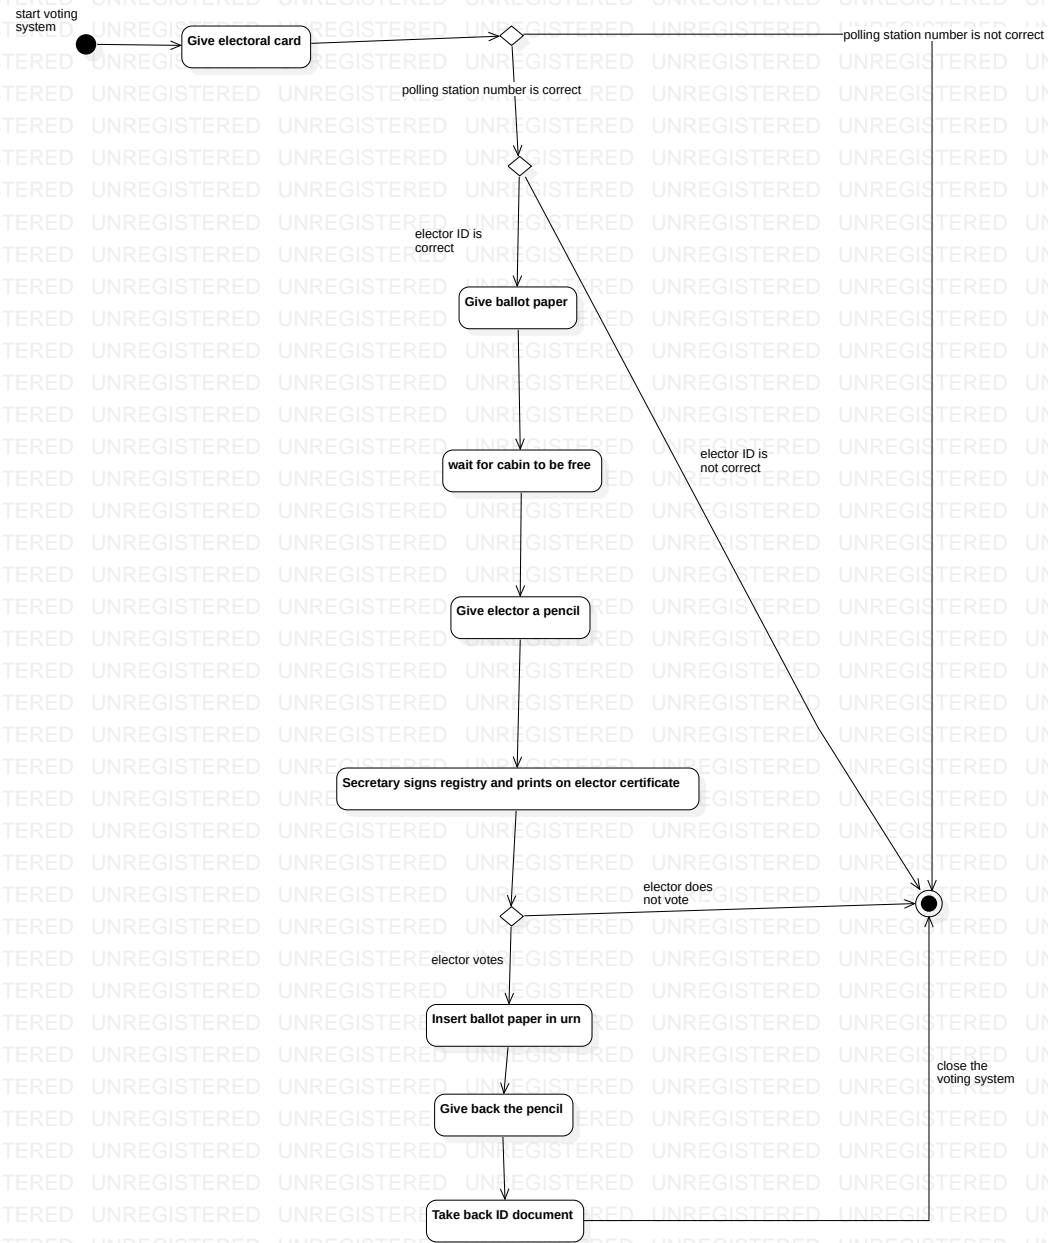 start voting
system
Give electoral card
polling station number is not correct
polling station number is correct
elector ID is
correct
Give ballot paper
elector ID is
not correct
wait for cabin to be free
Give elector a pencil
Secretary signs registry and prints on elector certificate
elector does
not vote
elector votes
Insert ballot paper in urn
close the
voting system
Give back the pencil
Take back ID document
UNREGISTERED